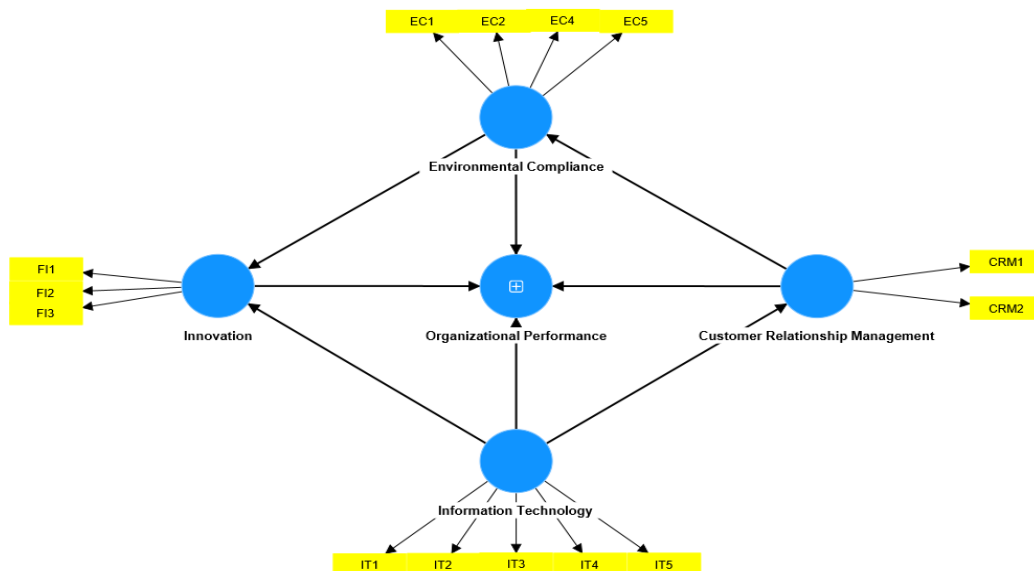 EC1 EC2 EC4 EC5
Environmental Compliance
FI1
FI2
FI3
Innovation
Organizational Performance
CRM1
CRM2
Customer Relationship Management
Information Technology
IT1 IT2 IT3 IT4 IT5